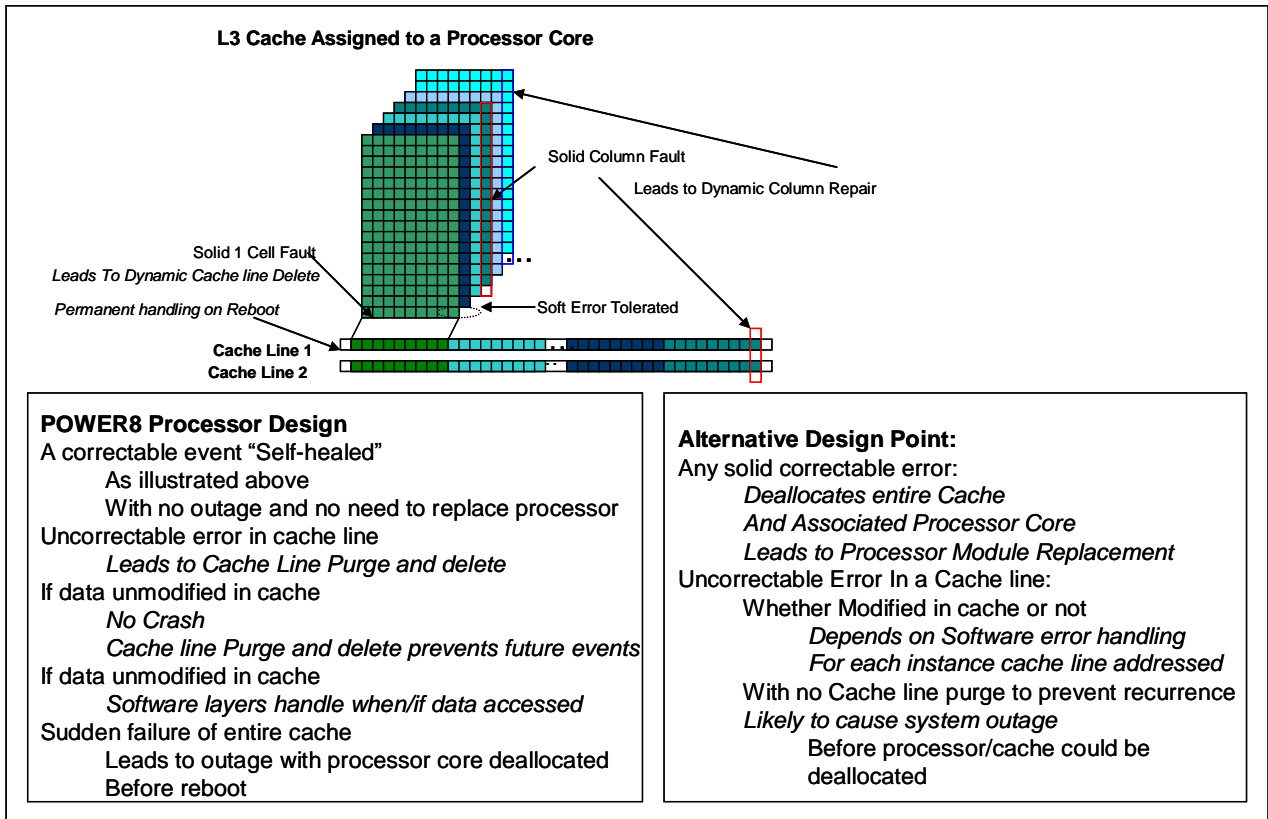 L3 Cache Assigned to a Processor Core
Solid Column Fault
Leads to Dynamic Column Repair
Solid 1 Cell Fault
Leads To Dynamic Cache line Delete
...
Permanent handling on Reboot
Soft Error Tolerated
Cache Line 1
...
Cache Line 2
..
POWER8 Processor Design
A correctable event “Self-healed”
As illustrated above
With no outage and no need to replace processor
Uncorrectable error in cache line
Leads to Cache Line Purge and delete
If data unmodified in cache
No Crash
Cache line Purge and delete prevents future events
If data unmodified in cache
Software layers handle when/if data accessed
Sudden failure of entire cache
Leads to outage with processor core deallocated
Before reboot
Alternative Design Point:
Any solid correctable error:
Deallocates entire Cache
And Associated Processor Core
Leads to Processor Module Replacement
Uncorrectable Error In a Cache line:
Whether Modified in cache or not
Depends on Software error handling
For each instance cache line addressed
With no Cache line purge to prevent recurrence
Likely to cause system outage
Before processor/cache could be
deallocated